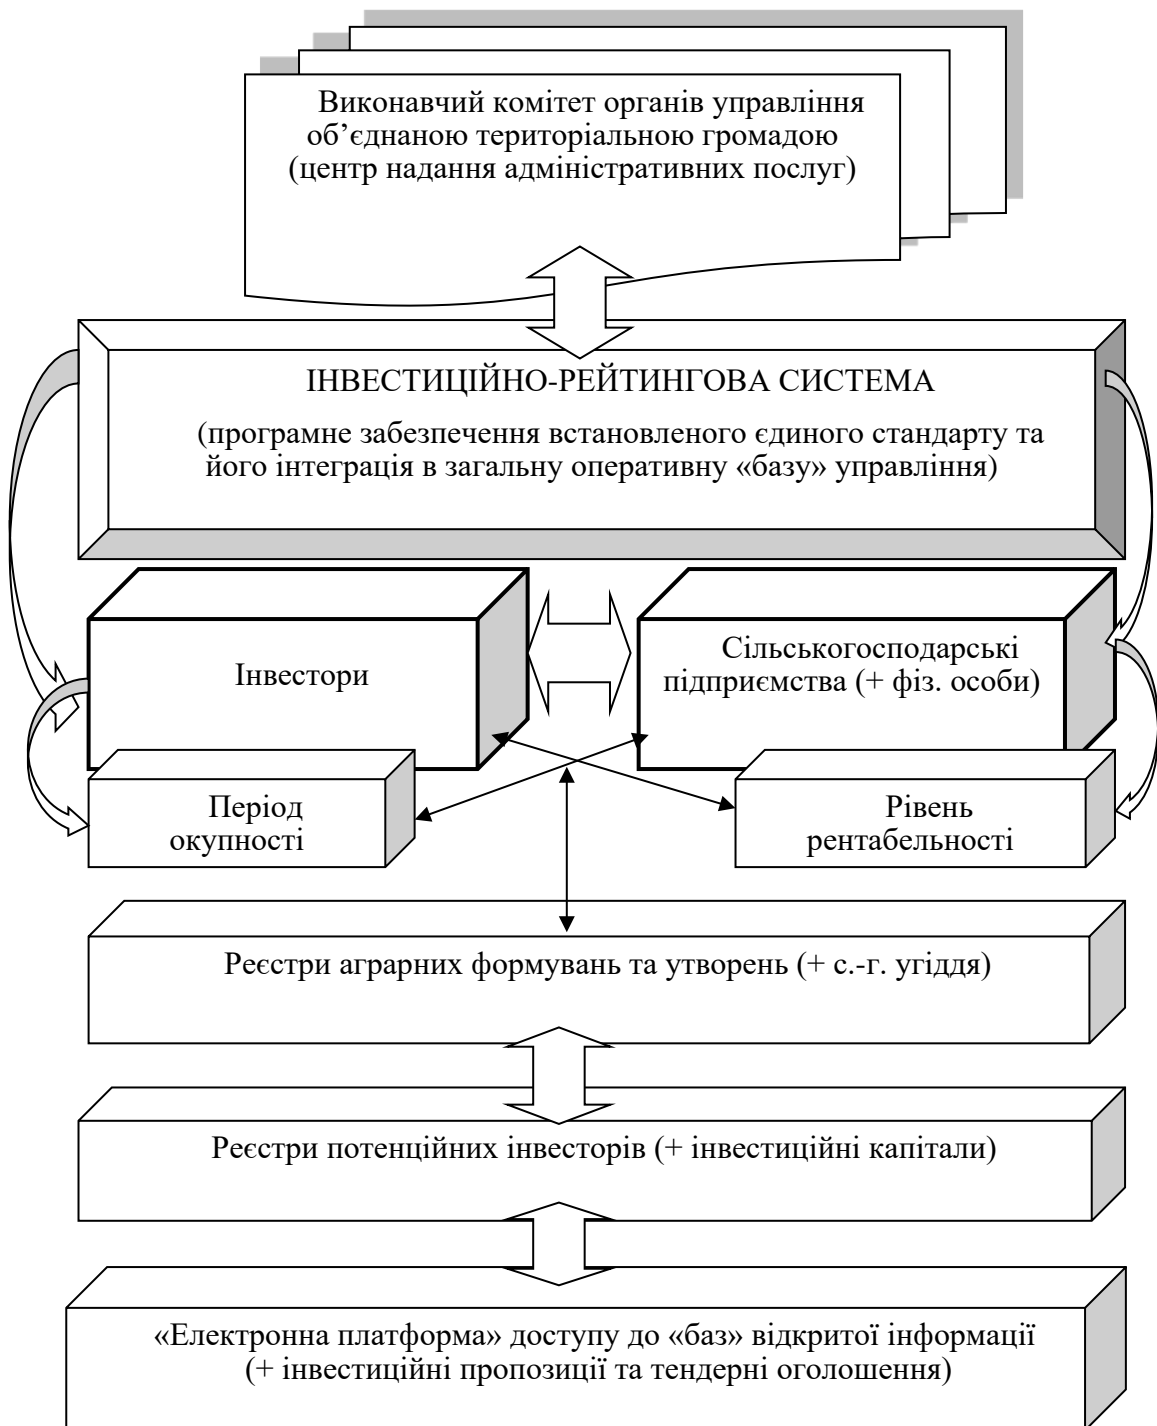 Виконавчий комітет органів управління
об’єднаною територіальною громадою
(центр надання адміністративних послуг)
ІНВЕСТИЦІЙНО-РЕЙТИНГОВА СИСТЕМА
(програмне забезпечення встановленого єдиного стандарту та
його інтеграція в загальну оперативну «базу» управління)
Інвестори
Сільськогосподарські
підприємства (+ фіз. особи)
Період
окупності
Рівень
рентабельності
Реєстри аграрних формувань та утворень (+ с.-г. угіддя)
Реєстри потенційних інвесторів (+ інвестиційні капітали)
«Електронна платформа» доступу до «баз» відкритої інформації
(+ інвестиційні пропозиції та тендерні оголошення)